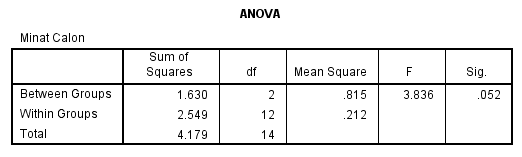 ANOVA
Minat Calon
Sum of Squares df Mean Square F Sig.
Between Groups 1.630 2 .815 3.836 .052
Within Groups 2.549 12 .212
Total 4.179 14